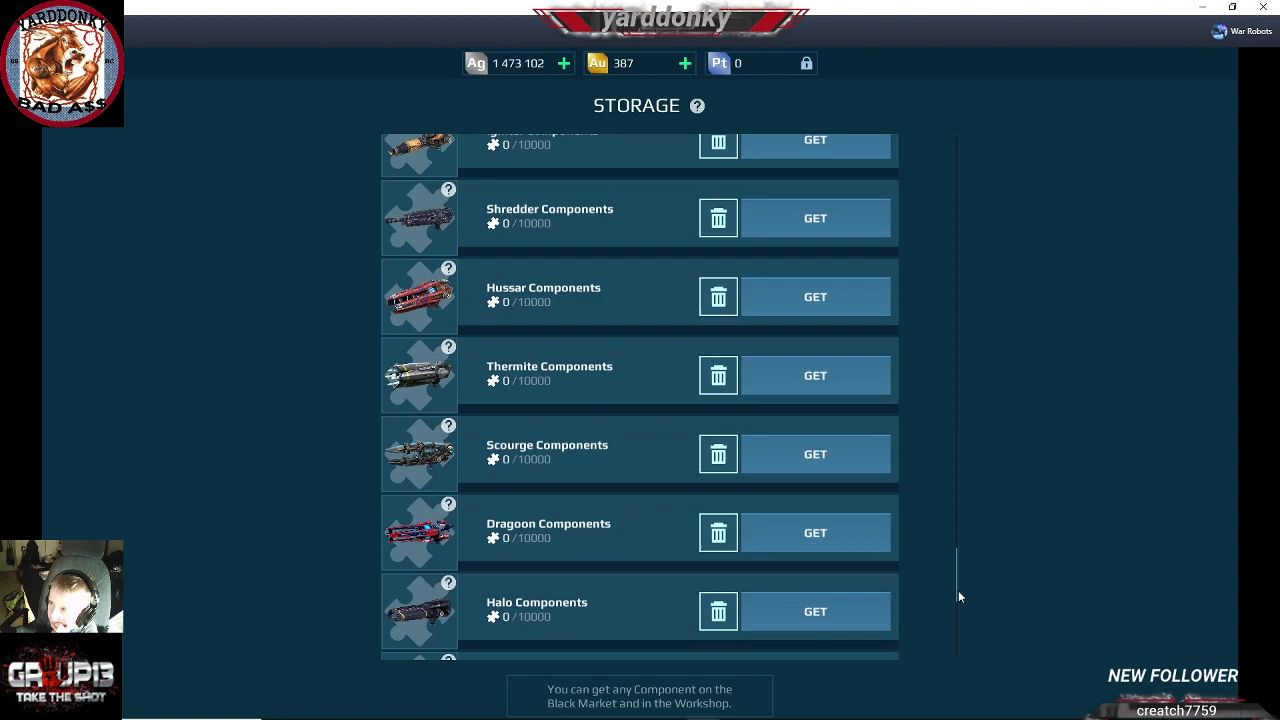 YARDDONKY
BAD A$$
yarddonky
War Robots
Ag 1 473 102 +
Au 387 +
Pt 0
STORAGE ?
0 /10000
GET
Shredder Components
0 /10000
GET
Hussar Components
0 /10000
GET
Thermite Components
0 /10000
GET
Scourge Components
0 /10000
GET
Dragoon Components
0 /10000
GET
Halo Components
0 /10000
GET
You can get any Component on the
Black Market and in the Workshop.
GR UP13
TAKE THE SHOT
NEW FOLLOWER
creatch7759